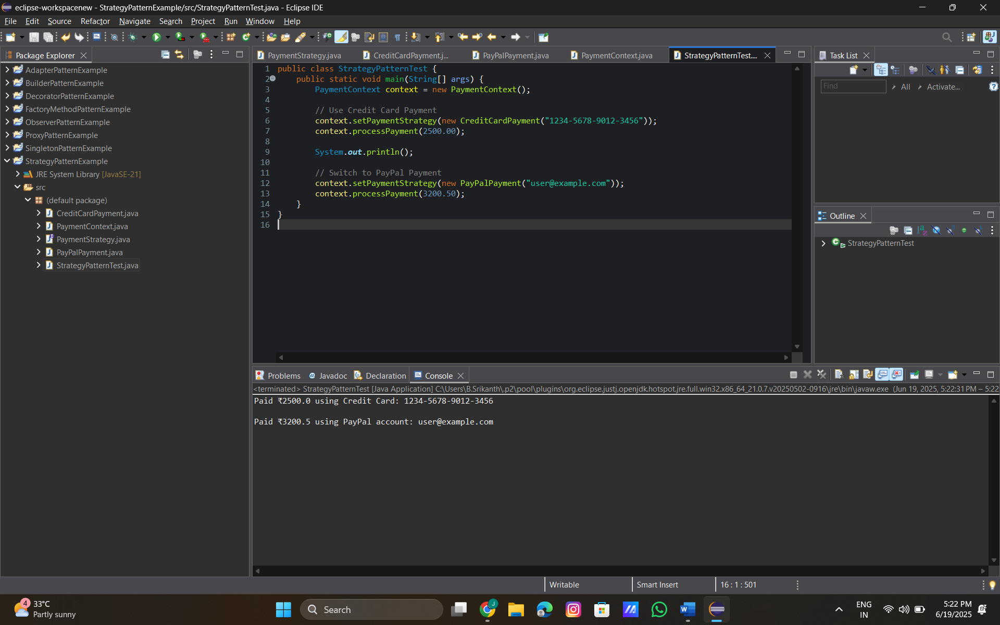 eclipse-workspacenew - StrategyPatternExample/src/StrategyPatternTest.java - Eclipse IDE
File Edit Source Refactor Navigate Search Project Run Window Help
Package Explorer
AdapterPatternExample
BuilderPatternExample
DecoratorPatternExample
FactoryMethodPatternExample
ObserverPatternExample
ProxyPatternExample
SingletonPatternExample
StrategyPatternExample
JRE System Library [JavaSE-21]
src
(default package)
CreditCardPayment.java
PaymentContext.java
PaymentStrategy.java
PayPalPayment.java
StrategyPatternTest.java
PaymentStrategy.java CreditCardPayment.j... PayPalPayment.java PaymentContext.java StrategyPatternTest....
1 public class StrategyPatternTest {
2 public static void main(String[] args) {
3 PaymentContext context = new PaymentContext();
4
5 // Use Credit Card Payment
6 context.setPaymentStrategy(new CreditCardPayment("1234-5678-9012-3456"));
7 context.processPayment(2500.00);
8
9 System.out.println();
10
11 // Switch to PayPal Payment
12 context.setPaymentStrategy(new PayPalPayment("user@example.com"));
13 context.processPayment(3200.50);
14 }
15 }
16
Task List
Find All Activate...
Outline
StrategyPatternTest
Problems Javadoc Declaration Console
<terminated> StrategyPatternTest [Java Application] C:\Users\B.Srikanth\.p2\pool\plugins\org.eclipse.justj.openjdk.hotspot.jre.full.win32.x86_64_21.0.7.v20250502-0916\jre\bin\javaw.exe (Jun 19, 2025, 5:22:31 PM – 5:22
Paid ₹2500.0 using Credit Card: 1234-5678-9012-3456
Paid ₹3200.5 using PayPal account: user@example.com
Writable Smart Insert 16 : 1 : 501
4
33°C
Partly sunny
Search
J
ENG
IN
5:22 PM
6/19/2025